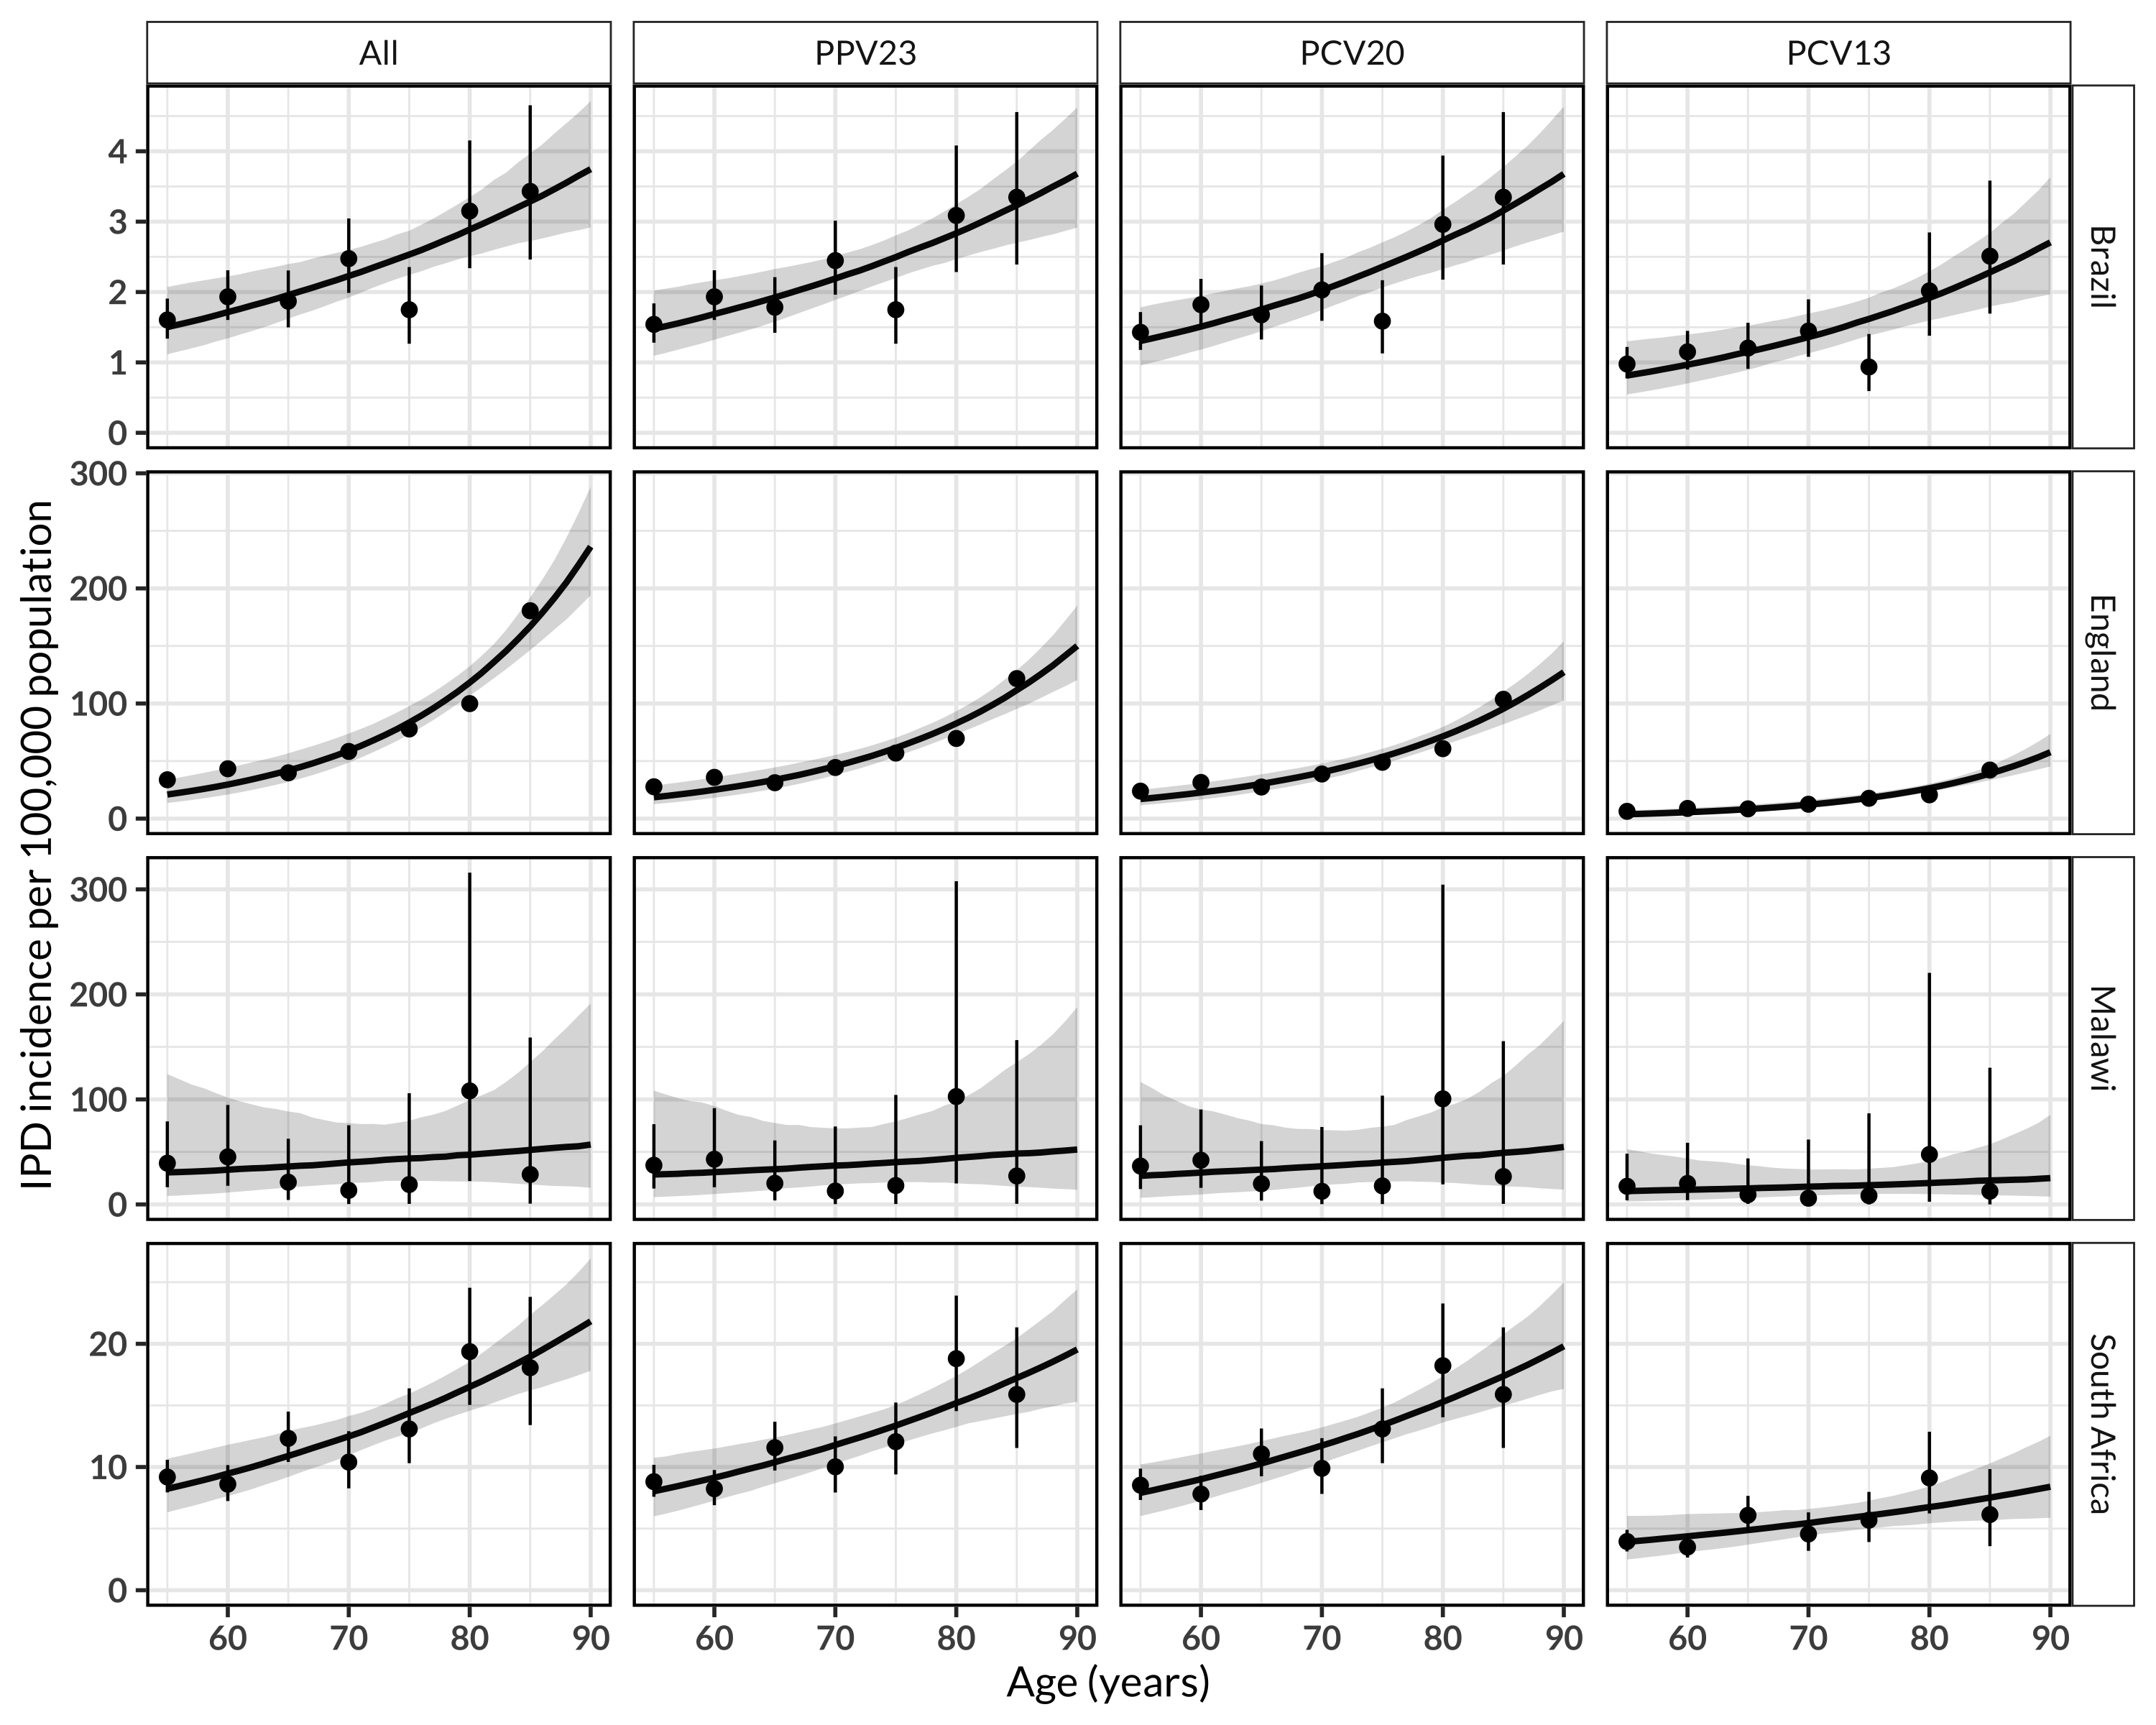 All PPV23 PCV20 PCV13
4
3
2
1
0
Brazil
300
200
100
0
England
IPD incidence per 100,000 population
300
200
100
0
Malawi
20
10
0
South Africa
60 70 80 90 60 70 80 90 60 70 80 90 60 70 80 90
Age (years)